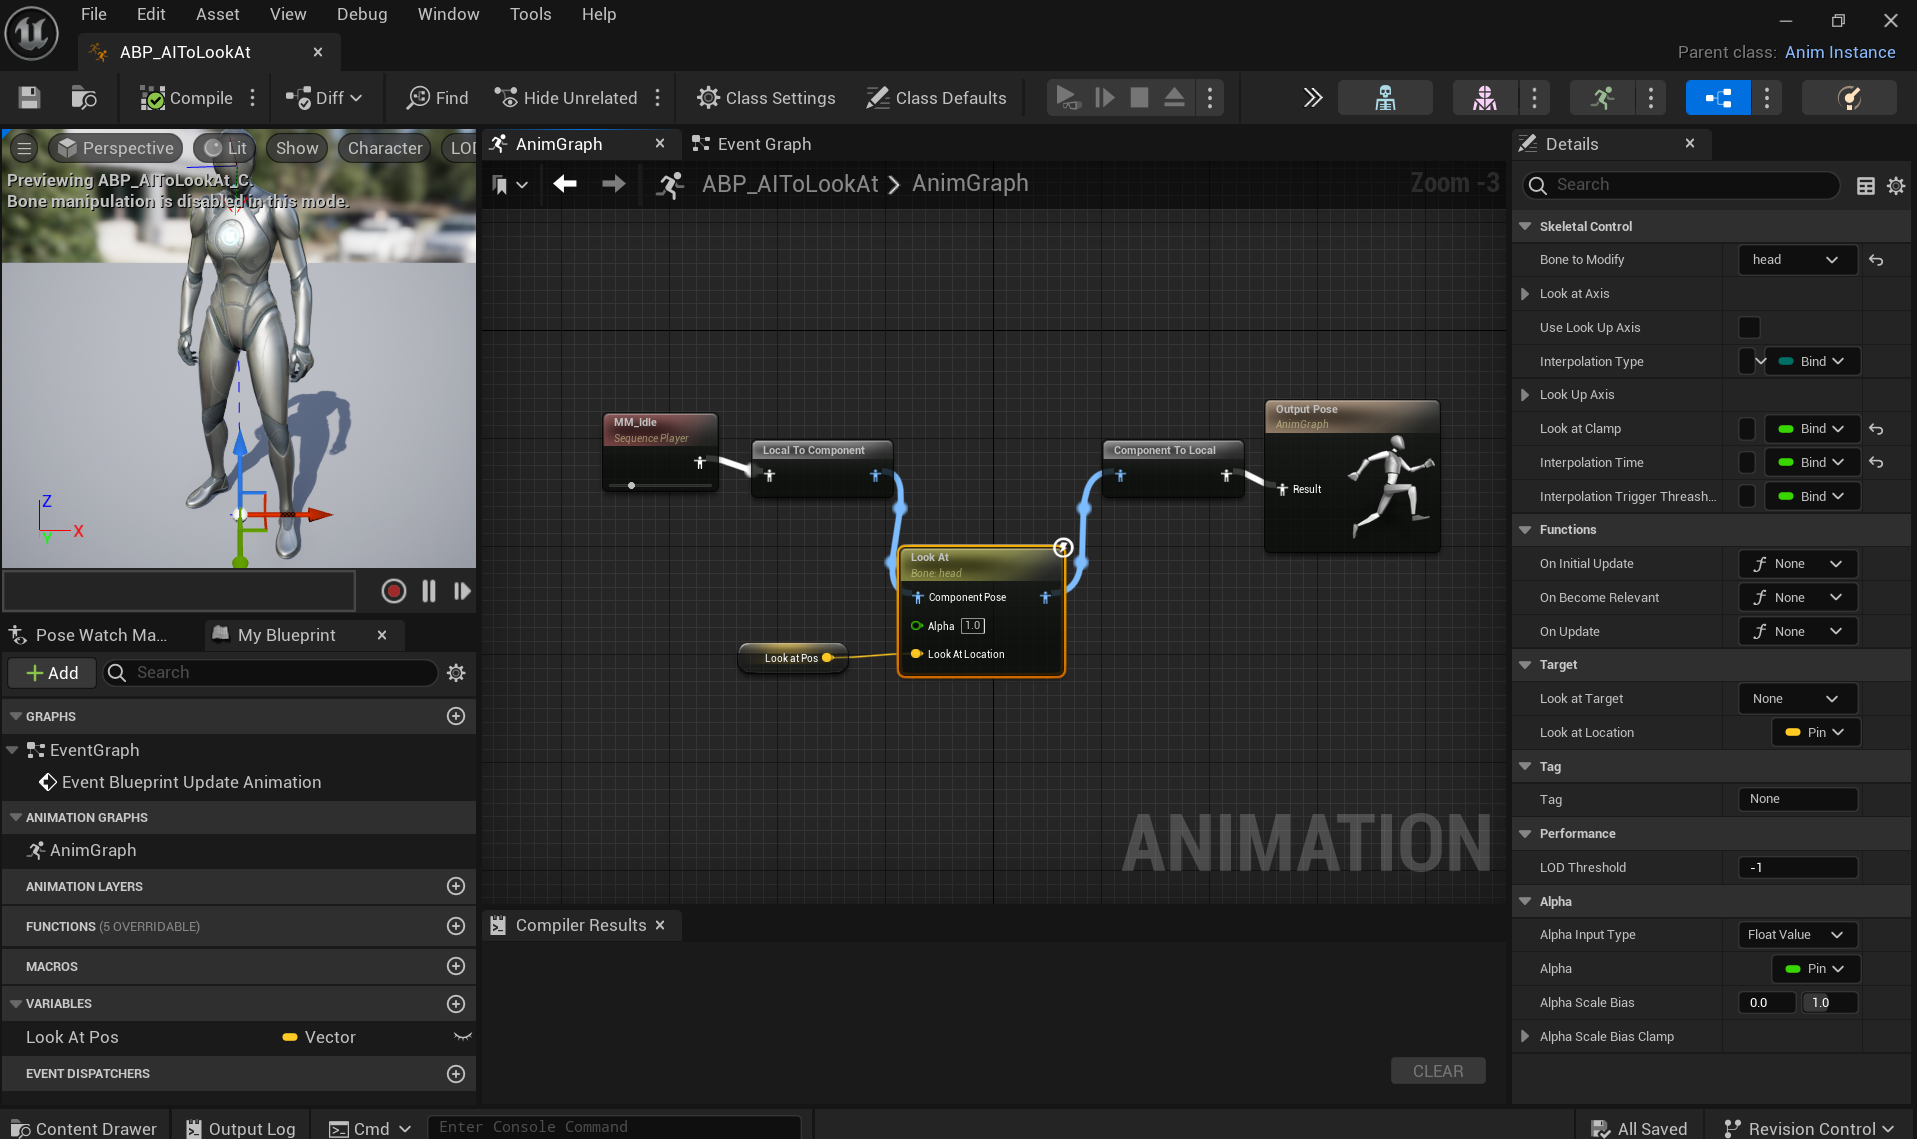 File Edit Asset View Debug Window Tools Help
ABP_AIToLookAt
Parent class: Anim Instance
Compile Diff Find Hide Unrelated Class Settings Class Defaults
Perspective Lit Show Character LOD
Previewing ABP_AIToLookAt_C.
Bone manipulation is disabled in this mode.
Z
X
Y
Pose Watch Ma... My Blueprint
Add Search
GRAPHS
EventGraph
Event Blueprint Update Animation
ANIMATION GRAPHS
AnimGraph
ANIMATION LAYERS
FUNCTIONS (5 OVERRIDABLE)
MACROS
VARIABLES
Look At Pos Vector
EVENT DISPATCHERS
AnimGraph Event Graph
ABP_AIToLookAt > AnimGraph Zoom -3
MM_Idle
Sequence Player
Local To Component
Look At
Bone: head
Component Pose
Alpha 1.0
Look At Location
Look at Pos
Component To Local
Output Pose
AnimGraph
Result
ANIMATION
Compiler Results
CLEAR
Details
Search
Skeletal Control
Bone to Modify head
Look at Axis
Use Look Up Axis
Interpolation Type Bind
Look Up Axis
Look at Clamp Bind
Interpolation Time Bind
Interpolation Trigger Threash... Bind
Functions
On Initial Update None
On Become Relevant None
On Update None
Target
Look at Target None
Look at Location Pin
Tag
Tag None
Performance
LOD Threshold -1
Alpha
Alpha Input Type Float Value
Alpha Pin
Alpha Scale Bias 0.0 1.0
Alpha Scale Bias Clamp
Content Drawer Output Log Cmd Enter Console Command All Saved Revision Control